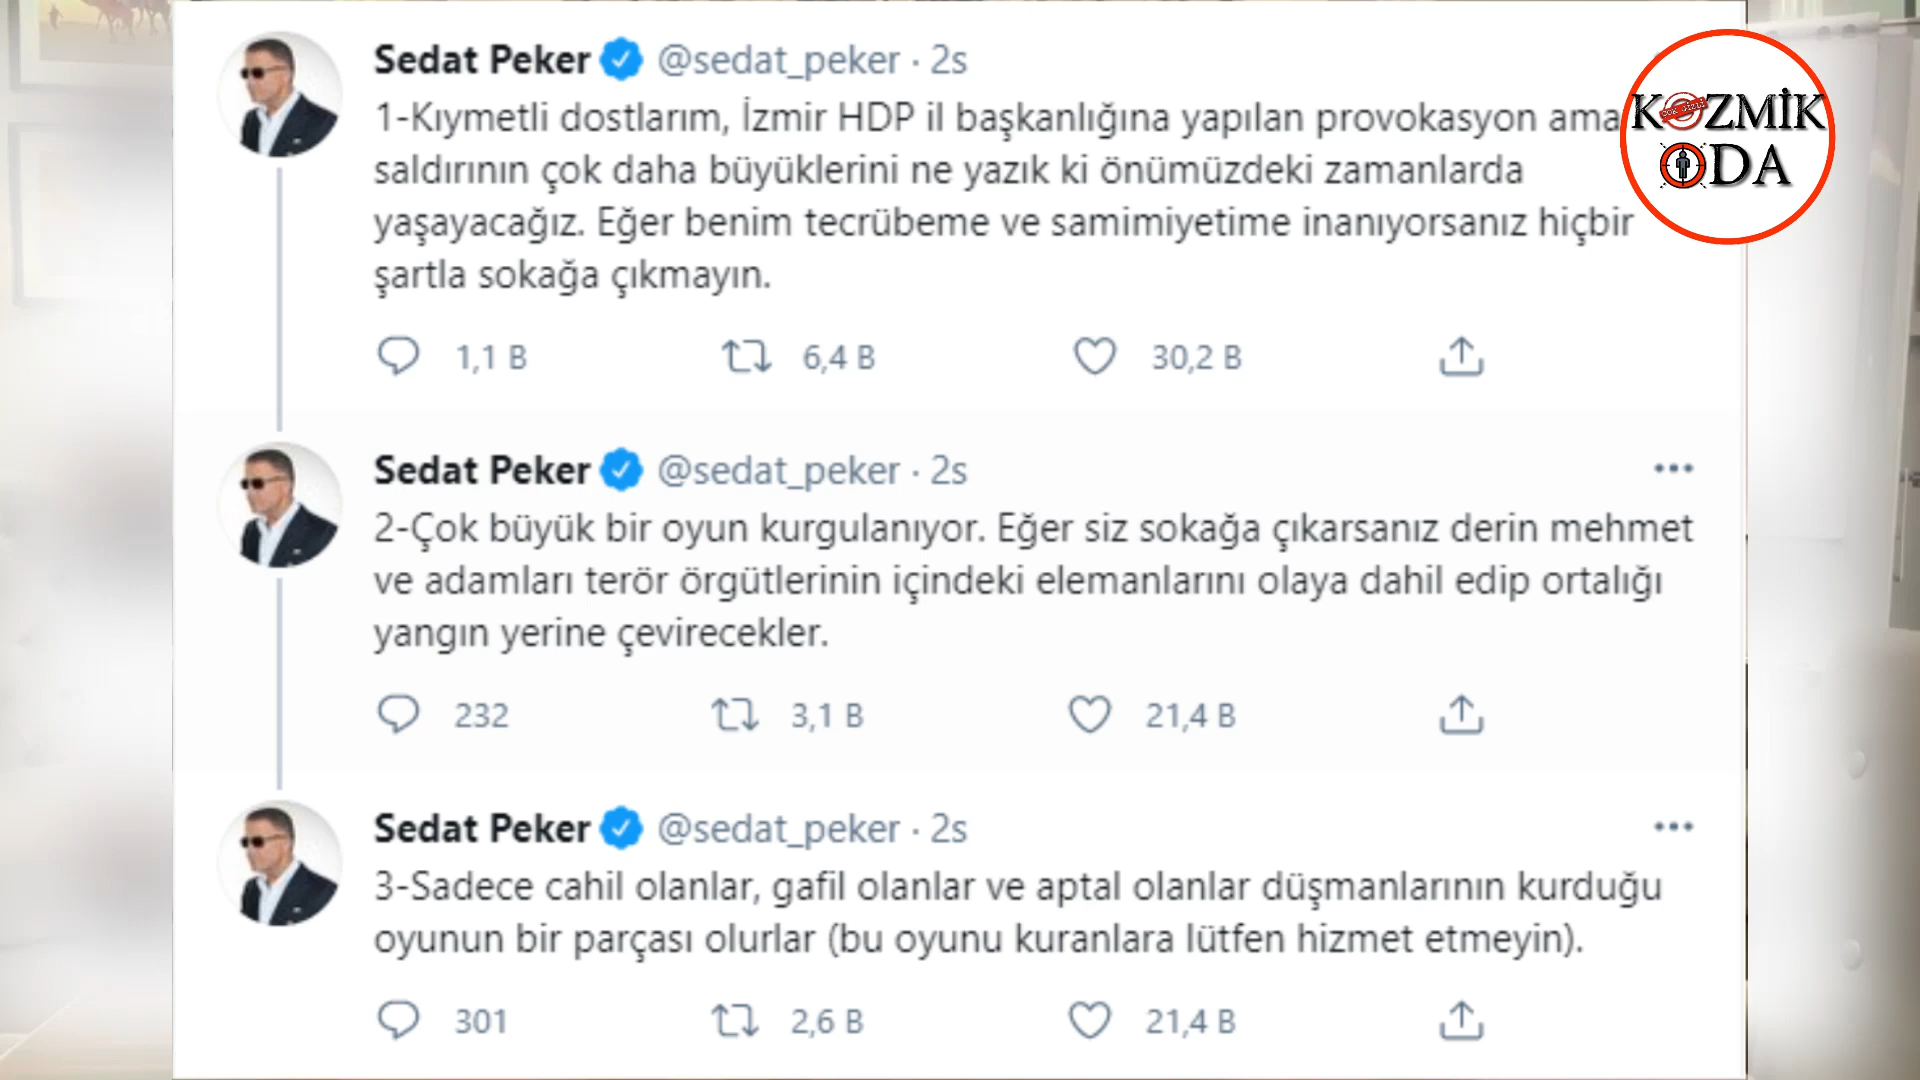 Sedat Peker @sedat_peker · 2s
1-Kıymetli dostlarım, İzmir HDP il başkanlığına yapılan provokasyon
saldırının çok daha büyüklerini ne yazık ki önümüzdeki zamanlarda
yaşayacağız. Eğer benim tecrübeme ve samimiyetime inanıyorsanız hiçbir
şartla sokağa çıkmayın.
1,1 B 6,4 B 30,2 B
KOZMİK
ODA
Sedat Peker @sedat_peker · 2s
2-Çok büyük bir oyun kurgulanıyor. Eğer siz sokağa çıkarsanız derin mehmet
ve adamları terör örgütlerinin içindeki elemanlarını olaya dahil edip ortalığı
yangın yerine çevirecekler.
232 3,1 B 21,4 B
Sedat Peker @sedat_peker · 2s
3-Sadece cahil olanlar, gafil olanlar ve aptal olanlar düşmanlarının kurduğu
oyunun bir parçası olurlar (bu oyunu kuranlara lütfen hizmet etmeyin).
301 2,6 B 21,4 B